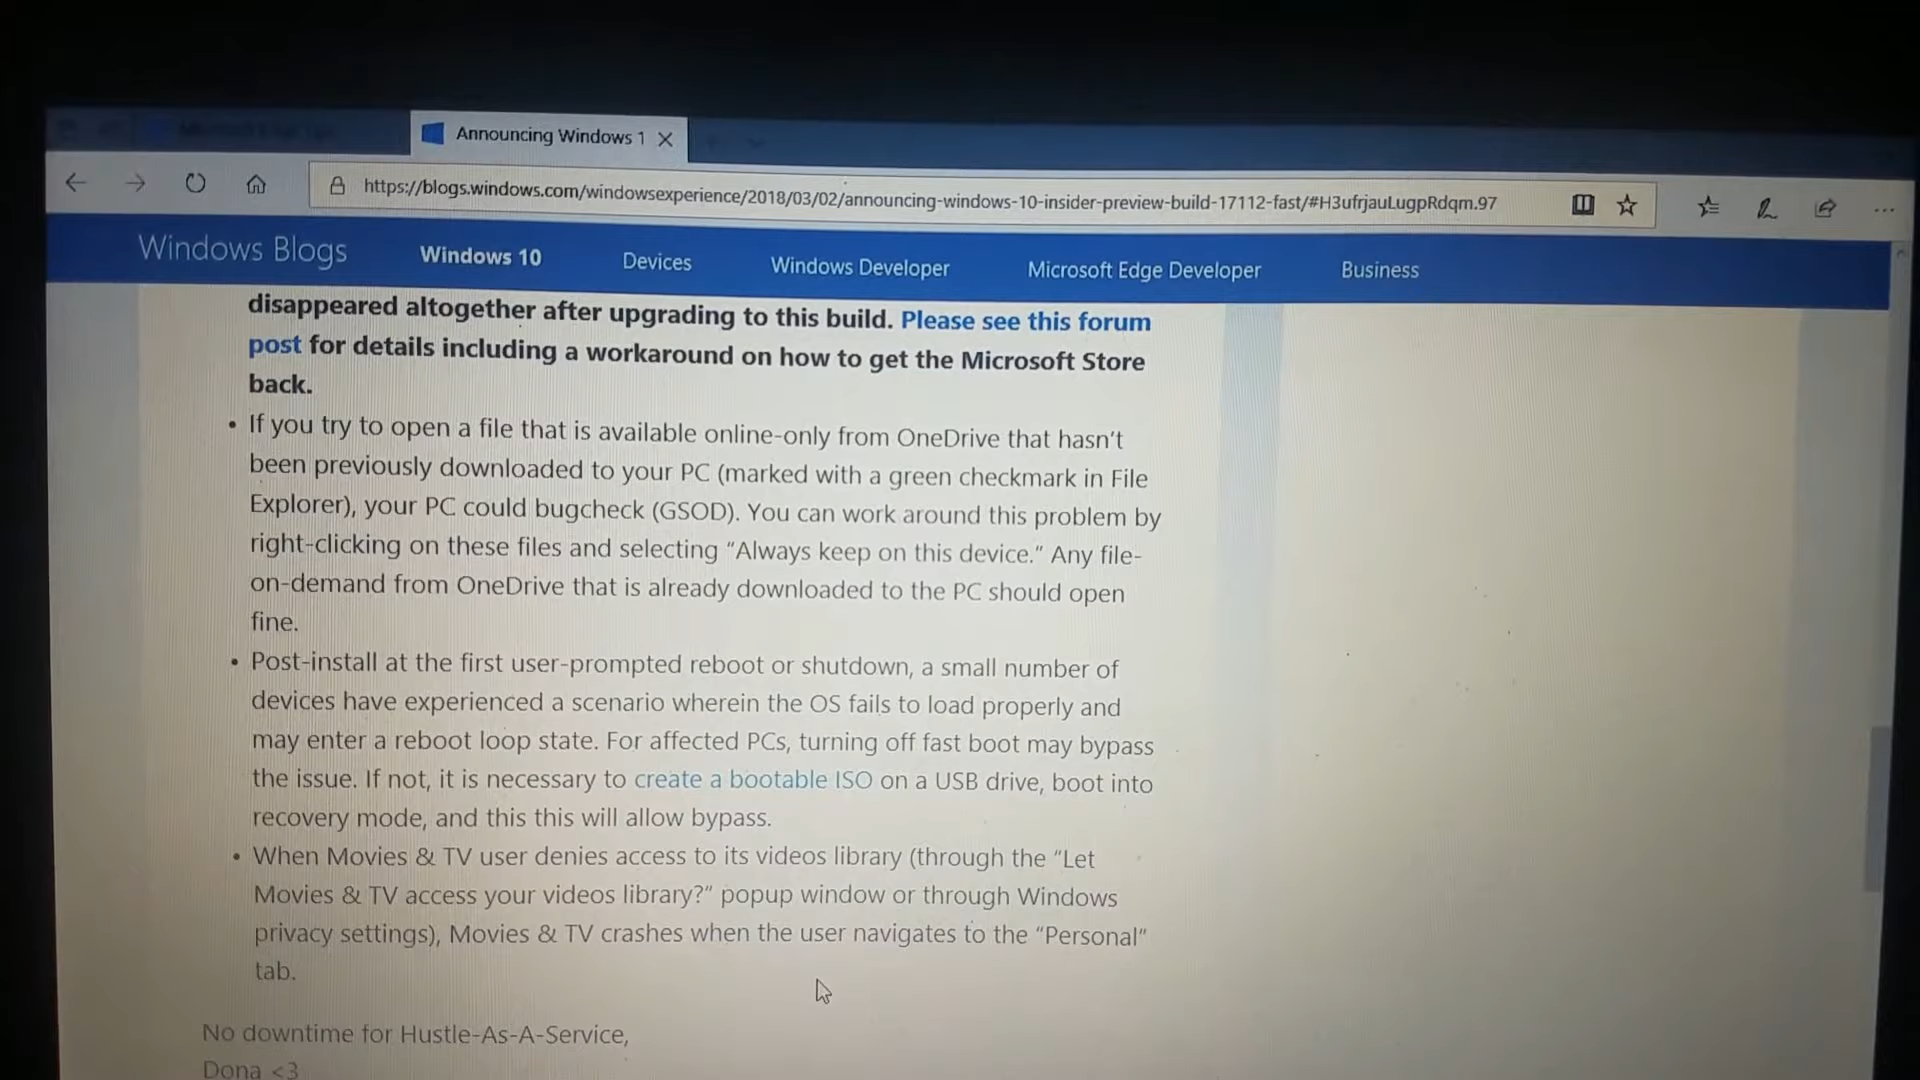 Announcing Windows 1
https://blogs.windows.com/windowsexperience/2018/03/02/announcing-windows-10-insider-preview-build-17112-fast/#H3ufrjauLugpRdqm.97
Windows Blogs Windows 10 Devices Windows Developer Microsoft Edge Developer Business
disappeared altogether after upgrading to this build. Please see this forum
post for details including a workaround on how to get the Microsoft Store
back.
• If you try to open a file that is available online-only from OneDrive that hasn't
been previously downloaded to your PC (marked with a green checkmark in File
Explorer), your PC could bugcheck (GSOD). You can work around this problem by
right-clicking on these files and selecting “Always keep on this device.” Any file-
on-demand from OneDrive that is already downloaded to the PC should open
fine.
• Post-install at the first user-prompted reboot or shutdown, a small number of
devices have experienced a scenario wherein the OS fails to load properly and
may enter a reboot loop state. For affected PCs, turning off fast boot may bypass
the issue. If not, it is necessary to create a bootable ISO on a USB drive, boot into
recovery mode, and this this will allow bypass.
• When Movies & TV user denies access to its videos library (through the “Let
Movies & TV access your videos library?” popup window or through Windows
privacy settings), Movies & TV crashes when the user navigates to the “Personal”
tab.
No downtime for Hustle-As-A-Service,
Dona <3